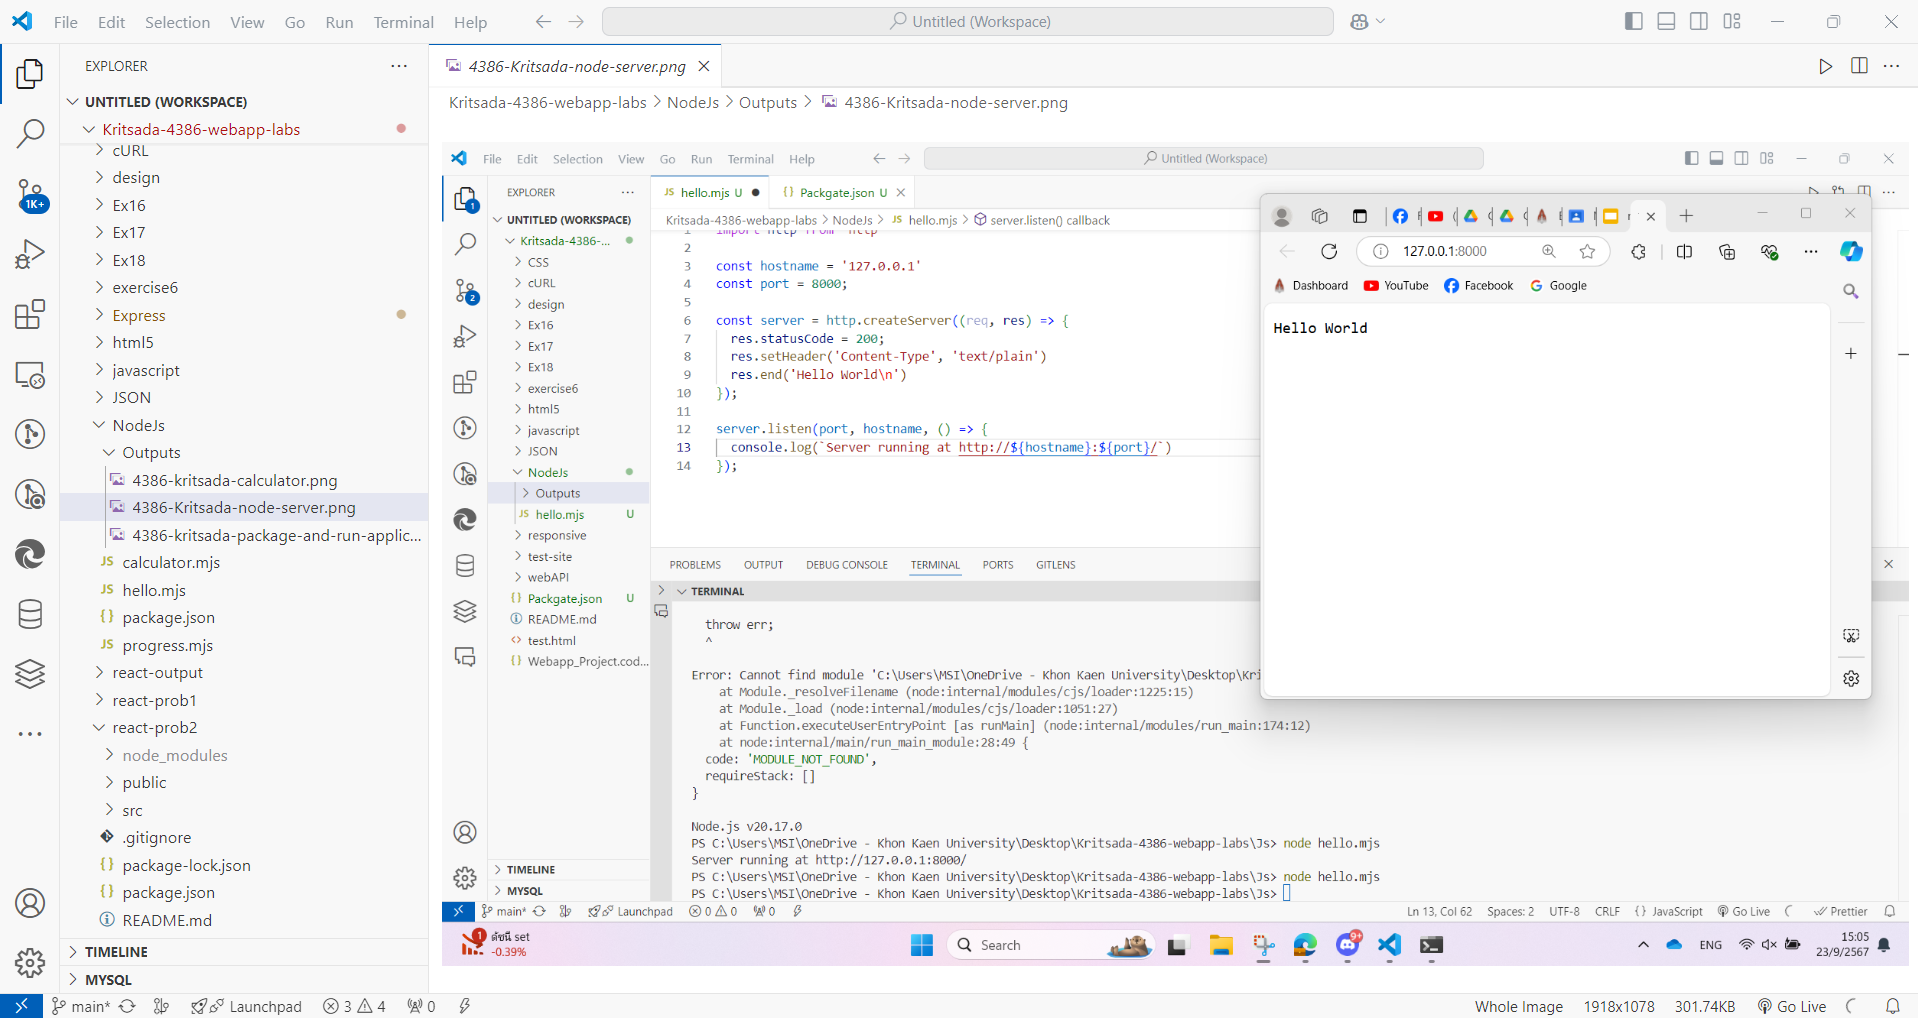 File Edit Selection View Go Run Terminal Help
Untitled (Workspace)
EXPLORER
UNTITLED (WORKSPACE)
Kritsada-4386-webapp-labs
cURL
design
Ex16
Ex17
Ex18
exercise6
Express
html5
javascript
JSON
NodeJs
Outputs
4386-kritsada-calculator.png
4386-Kritsada-node-server.png
4386-kritsada-package-and-run-applic...
JS calculator.mjs
JS hello.mjs
{} package.json
JS progress.mjs
react-output
react-prob1
react-prob2
node_modules
public
src
.gitignore
{} package-lock.json
{} package.json
README.md
TIMELINE
MYSQL
1K+
4386-Kritsada-node-server.png
Kritsada-4386-webapp-labs > NodeJs > Outputs > 4386-Kritsada-node-server.png
File Edit Selection View Go Run Terminal Help
Untitled (Workspace)
EXPLORER
UNTITLED (WORKSPACE)
Kritsada-4386-...
CSS
cURL
design
Ex16
Ex17
Ex18
exercise6
html5
javascript
JSON
NodeJs
Outputs
JS hello.mjs U
responsive
test-site
webAPI
{} Packgate.json U
README.md
<> test.html
{} Webapp_Project.cod...
TIMELINE
MYSQL
1
2
JS hello.mjs U
{} Packgate.json U
Kritsada-4386-webapp-labs > NodeJs > JS hello.mjs > server.listen() callback
1 import http from 'http'
2
3 const hostname = '127.0.0.1'
4 const port = 8000;
5
6 const server = http.createServer((req, res) => {
7 res.statusCode = 200;
8 res.setHeader('Content-Type', 'text/plain')
9 res.end('Hello World\n')
10 });
11
12 server.listen(port, hostname, () => {
13 console.log(`Server running at http://${hostname}:${port}/`)
14 });
127.0.0.1:8000
Dashboard YouTube Facebook Google
Hello World
PROBLEMS OUTPUT DEBUG CONSOLE TERMINAL PORTS GITLENS
TERMINAL
throw err;
^
Error: Cannot find module 'C:\Users\MSI\OneDrive - Khon Kaen University\Desktop\Kri
at Module._resolveFilename (node:internal/modules/cjs/loader:1225:15)
at Module._load (node:internal/modules/cjs/loader:1051:27)
at Function.executeUserEntryPoint [as runMain] (node:internal/modules/run_main:174:12)
at node:internal/main/run_main_module:28:49 {
code: 'MODULE_NOT_FOUND',
requireStack: []
}
Node.js v20.17.0
PS C:\Users\MSI\OneDrive - Khon Kaen University\Desktop\Kritsada-4386-webapp-labs\Js> node hello.mjs
Server running at http://127.0.0.1:8000/
PS C:\Users\MSI\OneDrive - Khon Kaen University\Desktop\Kritsada-4386-webapp-labs\Js> node hello.mjs
PS C:\Users\MSI\OneDrive - Khon Kaen University\Desktop\Kritsada-4386-webapp-labs\Js>
main* Launchpad 0 0 0 Ln 13, Col 62 Spaces: 2 UTF-8 CRLF {} JavaScript Go Live Prettier
1 ดัชนี set
-0.39%
Search
9+
ENG
15:05
23/9/2567
main* Launchpad 3 4 0 Whole Image 1918x1078 301.74KB Go Live